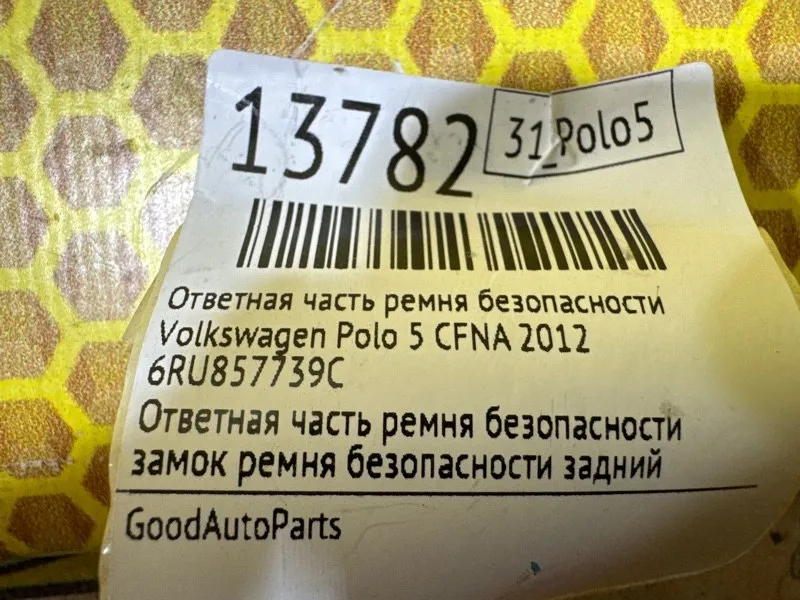 13782
31_Polo5
Ответная часть ремня безопасности
Volkswagen Polo 5 CFNA 2012
6RU857739C
Ответная часть ремня безопасности
замок ремня безопасности задний
GoodAutoParts